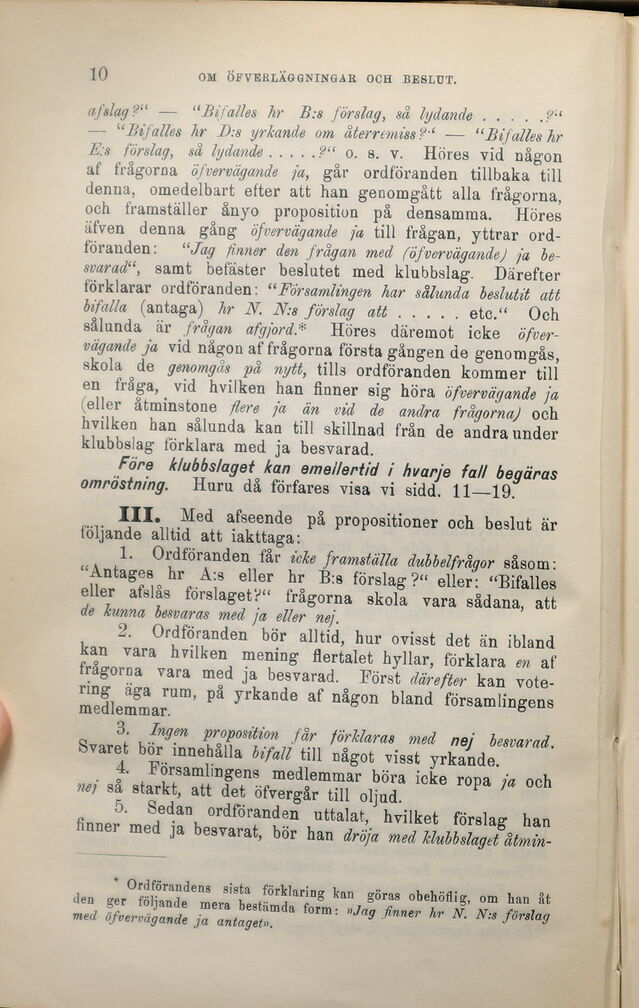 10 OM ÖFVERLÄGGNINGAR OCH BESLUT.
afslag?“ — “Bifalles hr B:s förslag, så lydande . . . . .?“
— “Bifalles hr D:s yrkande om återremiss?“ — “Bifalles hr
E:s förslag, så lydande . . . . .?“ o. s. v. Höres vid någon
af frågorna öfvervägande ja, går ordföranden tillbaka till
denna, omedelbart efter att han genomgått alla frågorna,
och framställer ånyo proposition på densamma. Höres
äfven denna gång öfvervägande ja till frågan, yttrar ord-
föranden: “Jag finner den frågan med (öfvervägande) ja be-
svarad“, samt befäster beslutet med klubbslag. Därefter
förklarar ordföranden: “Församlingen har sålunda beslutit att
bifalla (antaga) hr N. N:s förslag att . . . . . etc.“ Och
sålunda är frågan afgjord.* Höres däremot icke öfver-
vägande ja vid någon af frågorna första gången de genomgås,
skola de genomgås på nytt, tills ordföranden kommer till
en fråga, vid hvilken han finner sig höra öfvervägande ja
(eller åtminstone flere ja än vid de andra frågorna) och
hvilken han sålunda kan till skillnad från de andra under
klubbslag förklara med ja besvarad.
Före klubbslaget kan emellertid i hvarje fall begäras
omröstning. Huru då förfares visa vi sidd. 11—19.
III. Med afseende på propositioner och beslut är
följande alltid att iakttaga:
1. Ordföranden får icke framställa dubbelfrågor såsom:
“Antages hr A:s eller hr B:s förslag?“ eller: “Bifalles
eller afslås förslaget?“ frågorna skola vara sådana, att
de kunna besvaras med ja eller nej.
2. Ordföranden bör alltid, hur ovisst det än ibland
kan vara hvilken mening flertalet hyllar, förklara en af
frågorna vara med ja besvarad. Först därefter kan vote-
ring äga rum, på yrkande af någon bland församlingens
medlemmar.
3. Ingen proposition får förklaras med nej besvarad.
Svaret bör innehålla bifall till något visst yrkande.
4. Församlingens medlemmar böra icke ropa ja och
nej så starkt, att det öfvergår till oljud.
5. Sedan ordföranden uttalat, hvilket förslag han
finner med ja besvarat, bör han dröja med klubbslaget åtmin-
* Ordförandens sista förklaring kan göras obehöflig, om han åt
den ger följande mera bestämda form: »Jag finner hr N. N:s förslag
med öfvervägande ja antaget».